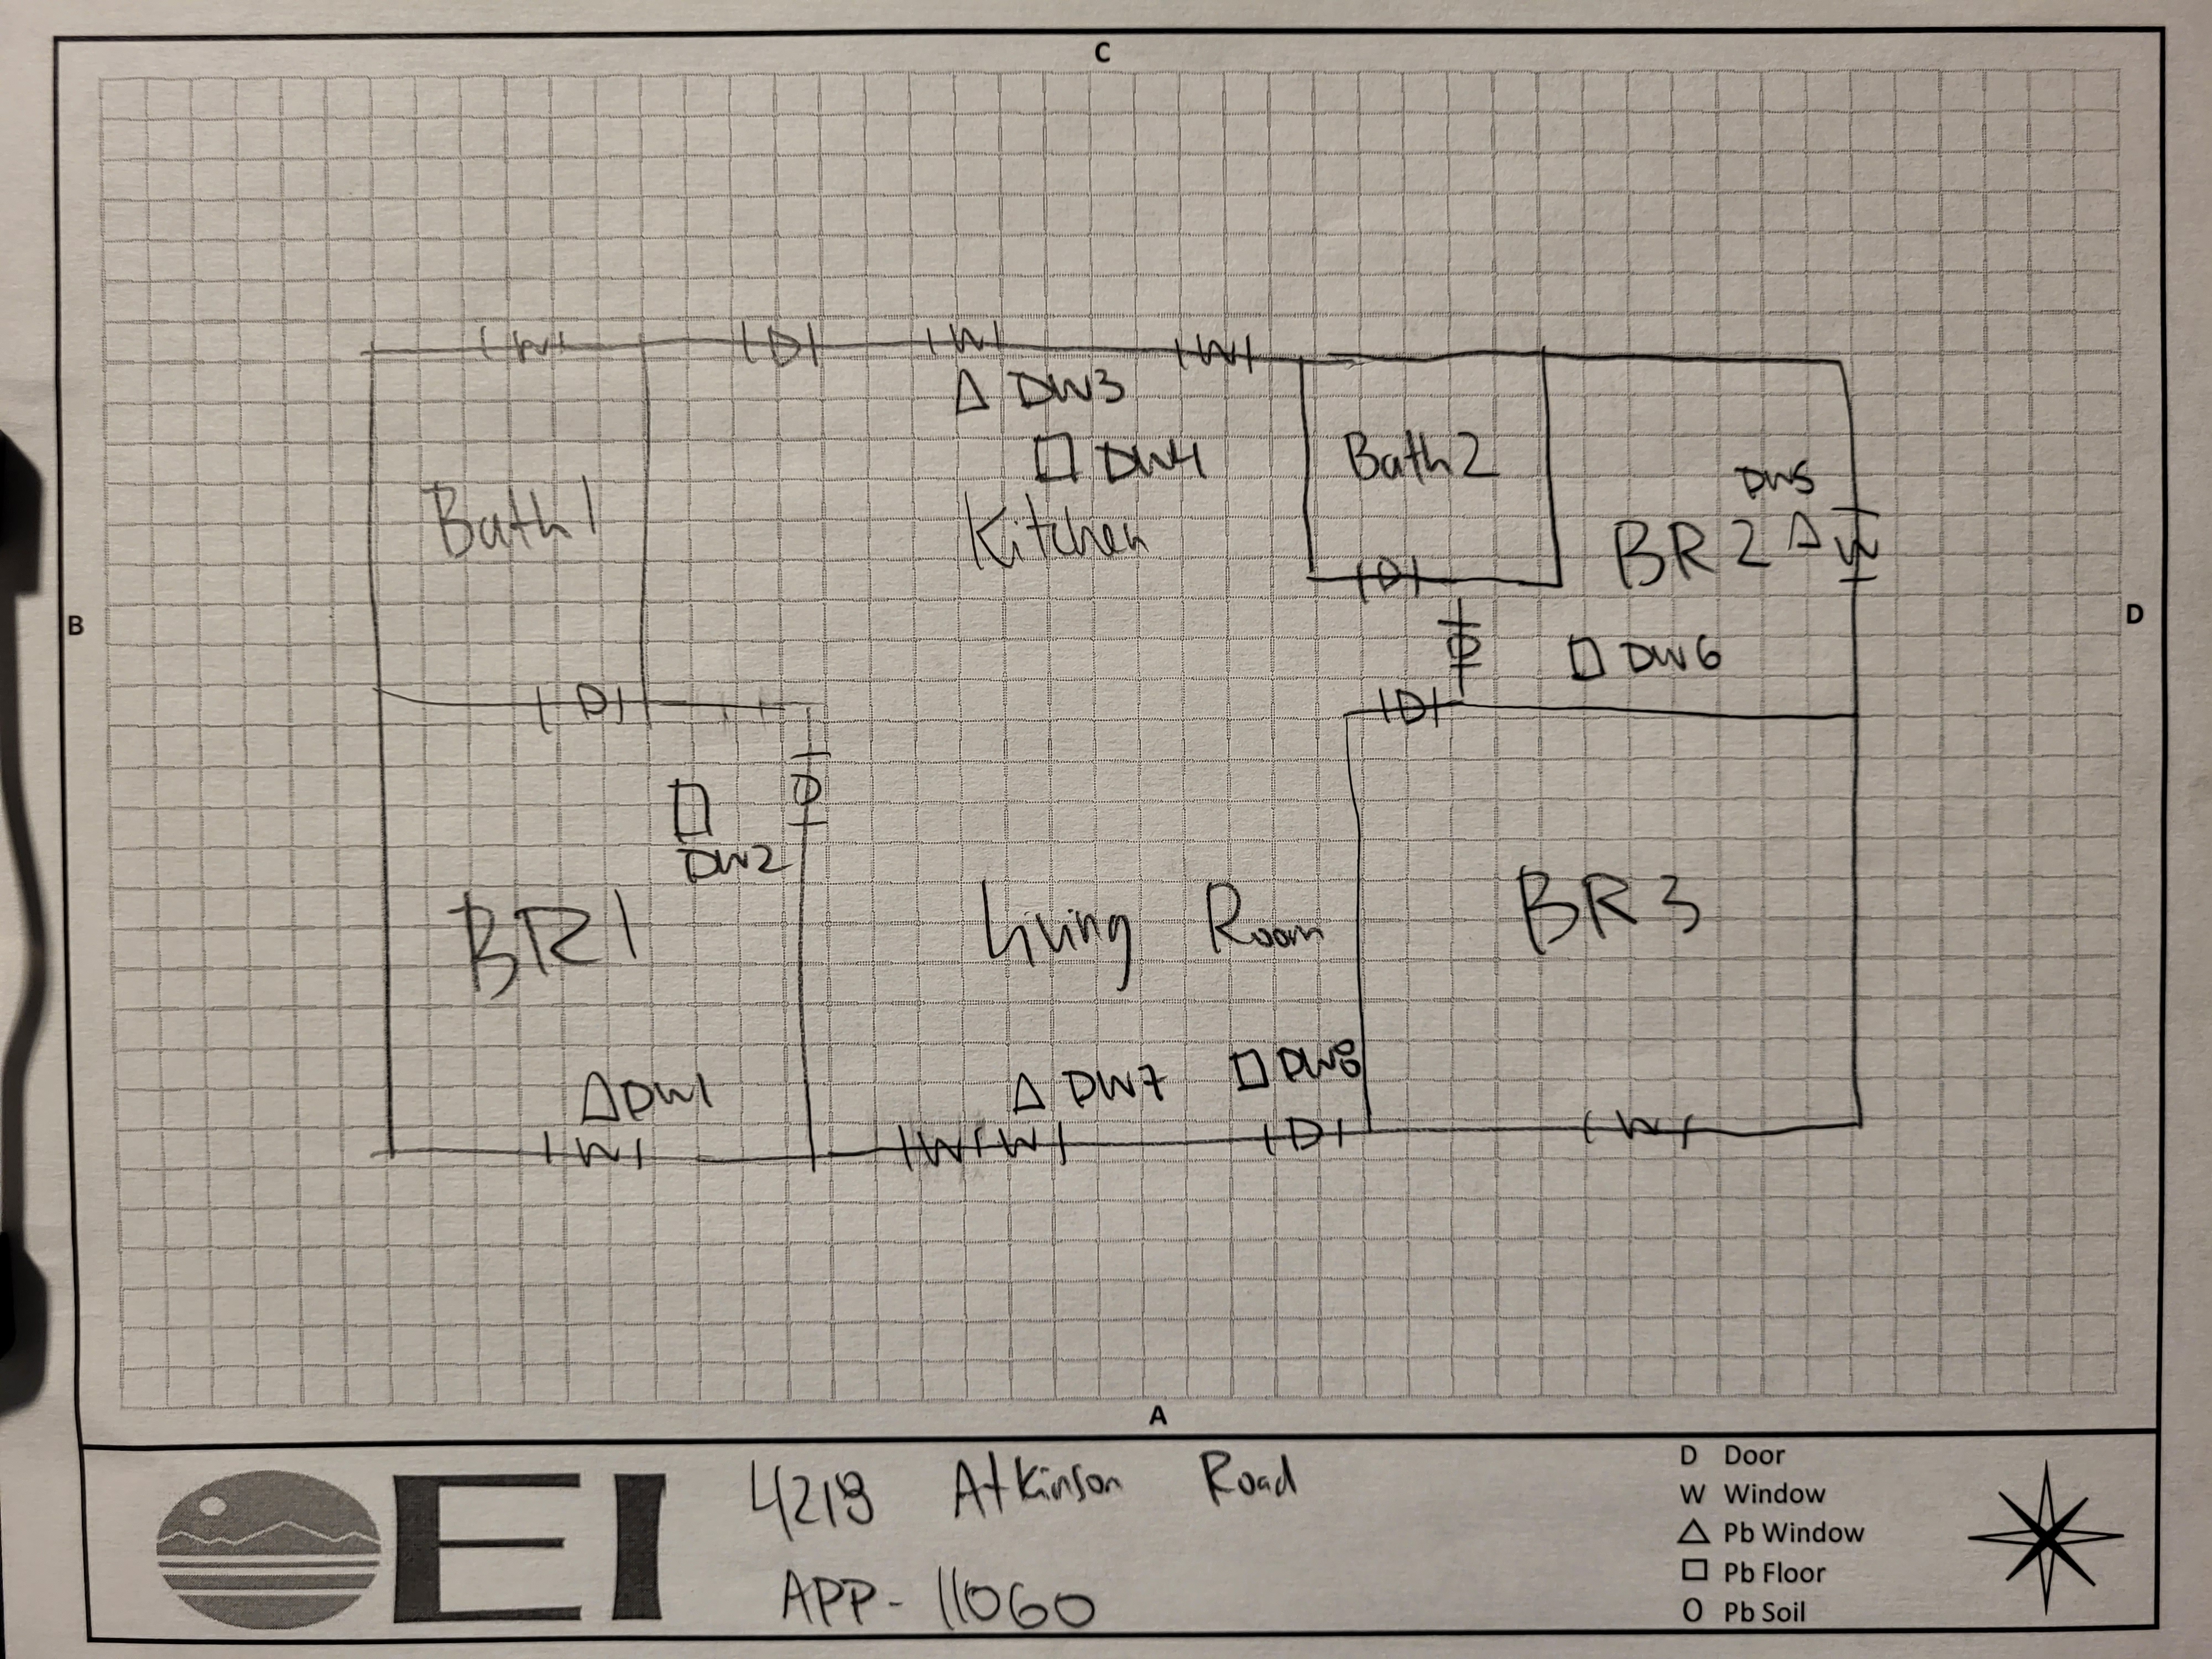 C
W D W W
DW3
DW4
Bath 1
Kitchen
Bath 2
DW5
BR 2
W
B
D
D
D
DW6
D
D
D
DW2
BR1
Living Room
BR 3
DW1
DW7
DW8
W W W D W
A
EI
4219 Atkinson Road
APP-11060
D Door
W Window
△ Pb Window
□ Pb Floor
O Pb Soil